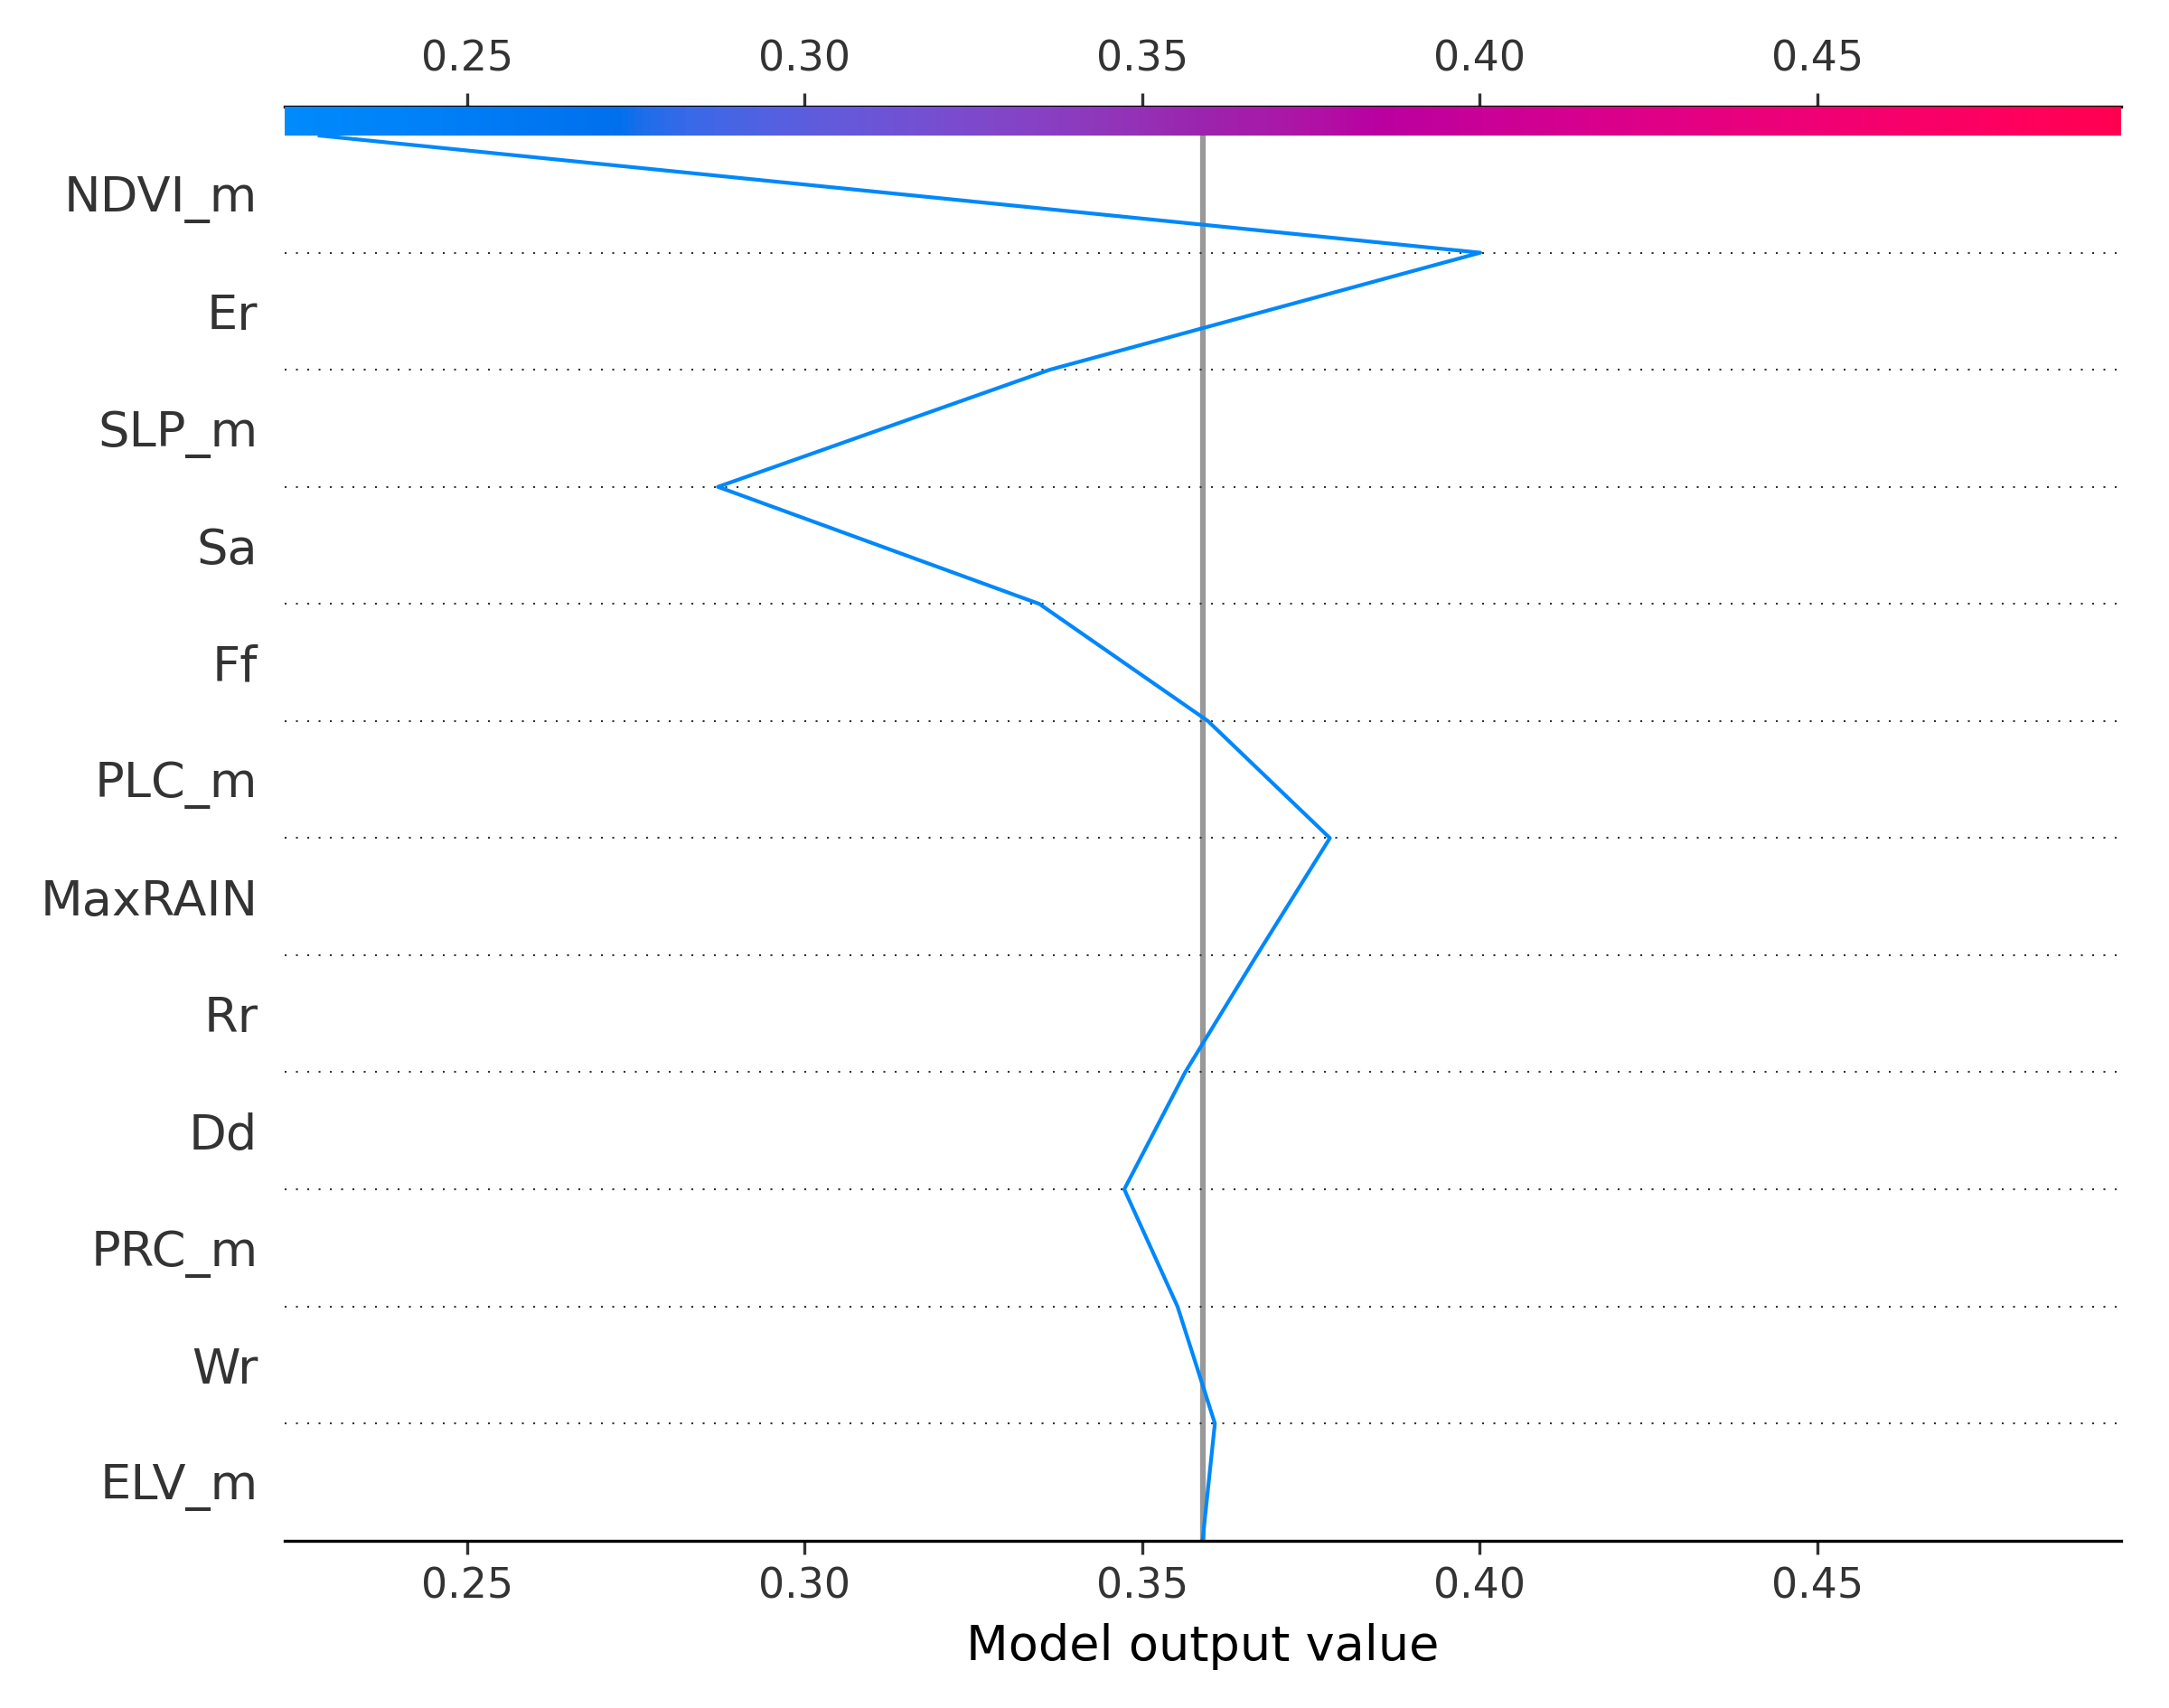 0.25 0.30 0.35 0.40 0.45
NDVI_m
Er
SLP_m
Sa
Ff
PLC_m
MaxRAIN
Rr
Dd
PRC_m
Wr
ELV_m
0.25 0.30 0.35 0.40 0.45
Model output value